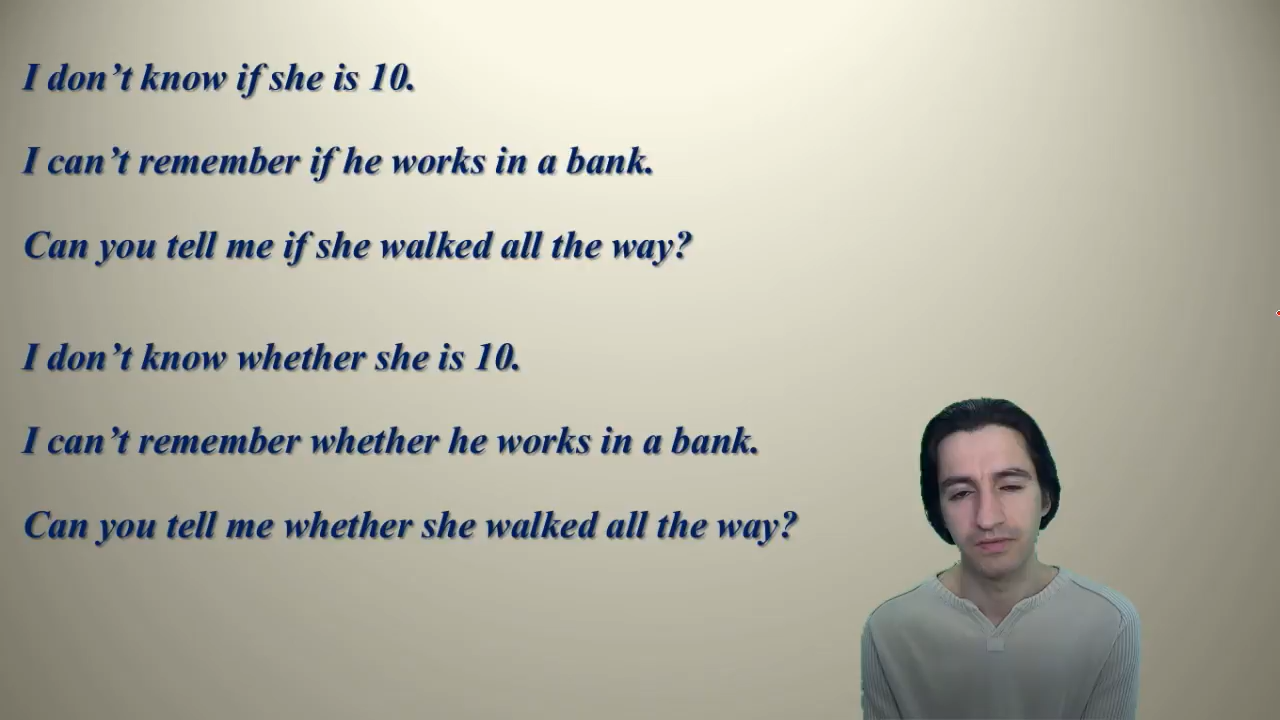 I don’t know if she is 10.
I can’t remember if he works in a bank.
Can you tell me if she walked all the way?
I don’t know whether she is 10.
I can’t remember whether he works in a bank.
Can you tell me whether she walked all the way?